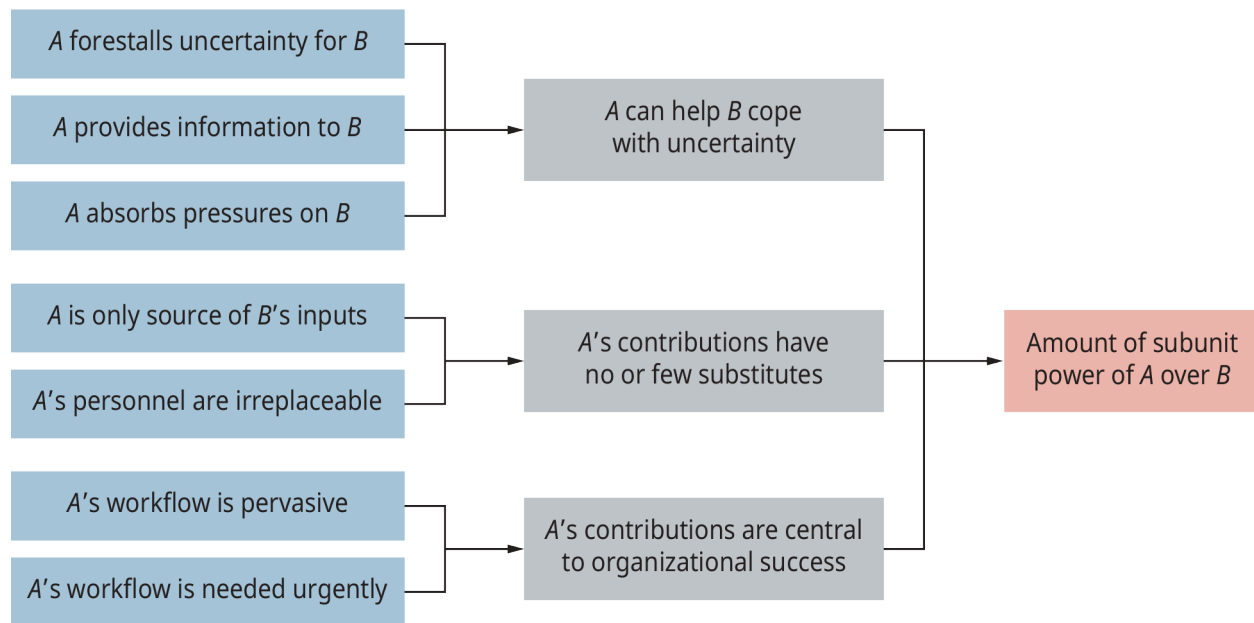 A forestalls uncertainty for B
A provides information to B
A absorbs pressures on B
A can help B cope
with uncertainty
A is only source of B's inputs
A's personnel are irreplaceable
A's contributions have
no or few substitutes
A's workflow is pervasive
A's workflow is needed urgently
A's contributions are central
to organizational success
Amount of subunit
power of A over B